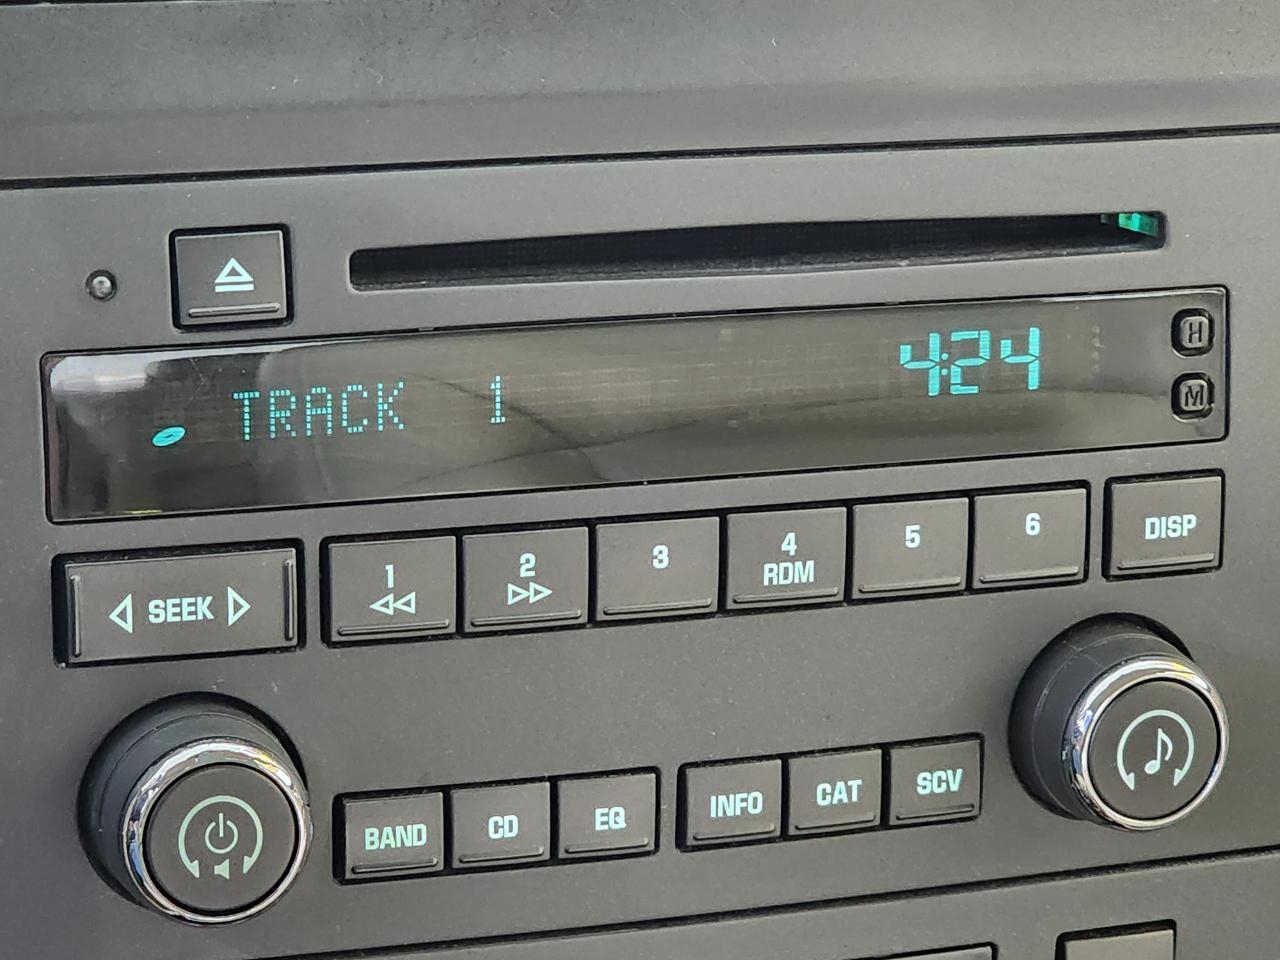 H
TRACK 1 4:24
M
SEEK
1 2 3 4 5 6 DISP
RDM
BAND CD EQ INFO CAT SCV